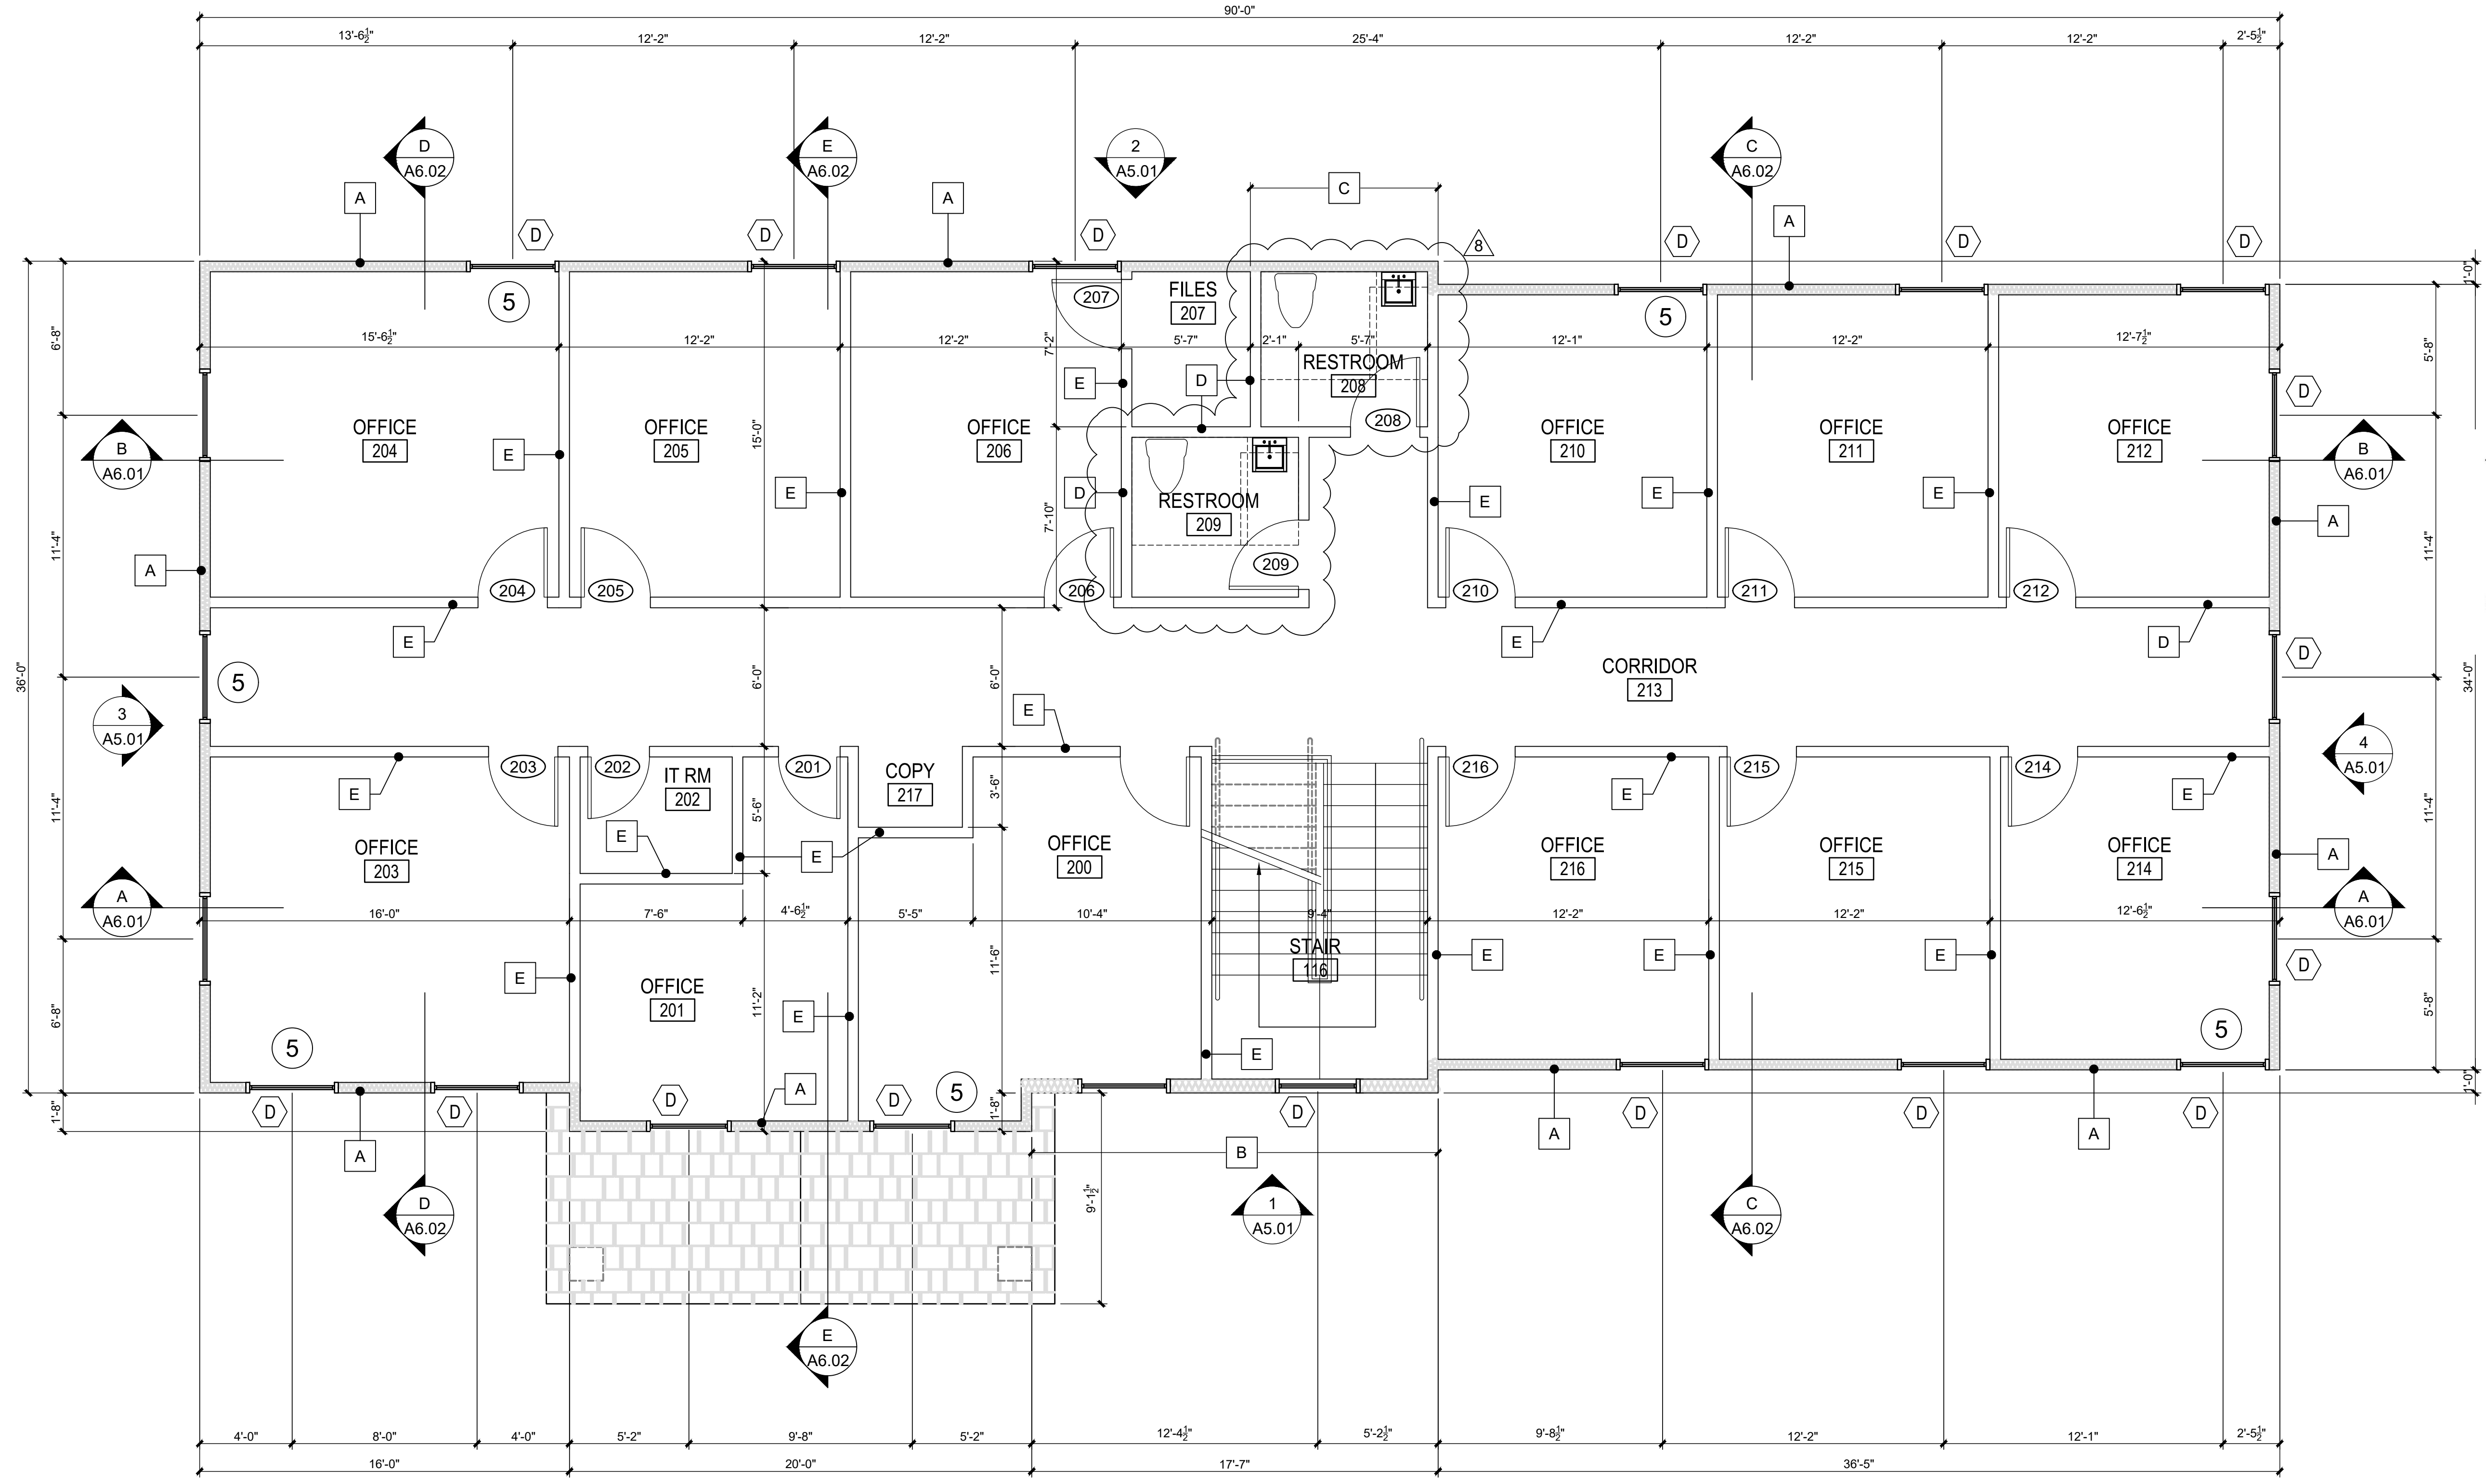 90'-0"
13'-6½" 12'-2" 12'-2" 25'-4" 12'-2" 12'-2" 2'-5½"
D A6.02
E A6.02
2 A5.01
C A6.02
A
A
C
A
D
D
D
8
D
D
D
1'-0"
5
207
FILES
207
5
6'-8"
15'-6½" 12'-2" 12'-2" 7'-2" 5'-7" 2'-1" 5'-7" 12'-1" 12'-2" 12'-7½"
5'-8"
RESTROOM
208
E
D
D
208
OFFICE
204
OFFICE
205
OFFICE
206
OFFICE
210
OFFICE
211
OFFICE
212
15'-0"
B A6.01
E
B A6.01
E
D
RESTROOM
209
E
E
E
7'-10"
A
A
11'-4"
11'-4"
209
204
205
206
210
211
212
E
E
D
36'-0"
5
6'-0"
6'-0"
CORRIDOR
213
D
34'-0"
3 A5.01
E
4 A5.01
203
202
201
216
215
214
IT RM
202
COPY
217
E
E
E
3'-6"
5'-6"
11'-4"
11'-4"
E
E
OFFICE
203
OFFICE
200
OFFICE
216
OFFICE
215
OFFICE
214
A
A A6.01
A A6.01
16'-0" 7'-6" 4'-6½" 5'-5" 10'-4" 9'-4" 12'-2" 12'-2" 12'-6½"
STAIR
116
E
E
E
E
D
OFFICE
201
11'-2"
11'-6"
E
6'-8"
5'-8"
5
E
5
5
A
D
D
D
D
D
D
D
D
1'-8"
1'-8"
1'-0"
A
A
A
B
9'-1½"
D A6.02
1 A5.01
C A6.02
E A6.02
4'-0" 8'-0" 4'-0" 5'-2" 9'-8" 5'-2" 12'-4½" 5'-2½" 9'-8½" 12'-2" 12'-1" 2'-5½"
16'-0" 20'-0" 17'-7" 36'-5"